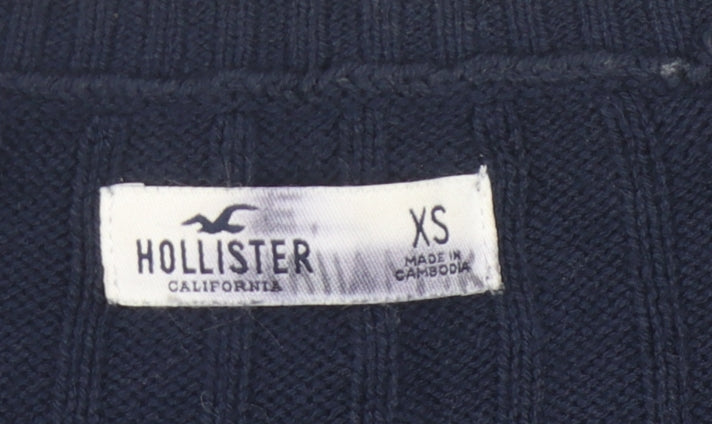 HOLLISTER
CALIFORNIA
XS
MADE IN
CAMBODIA